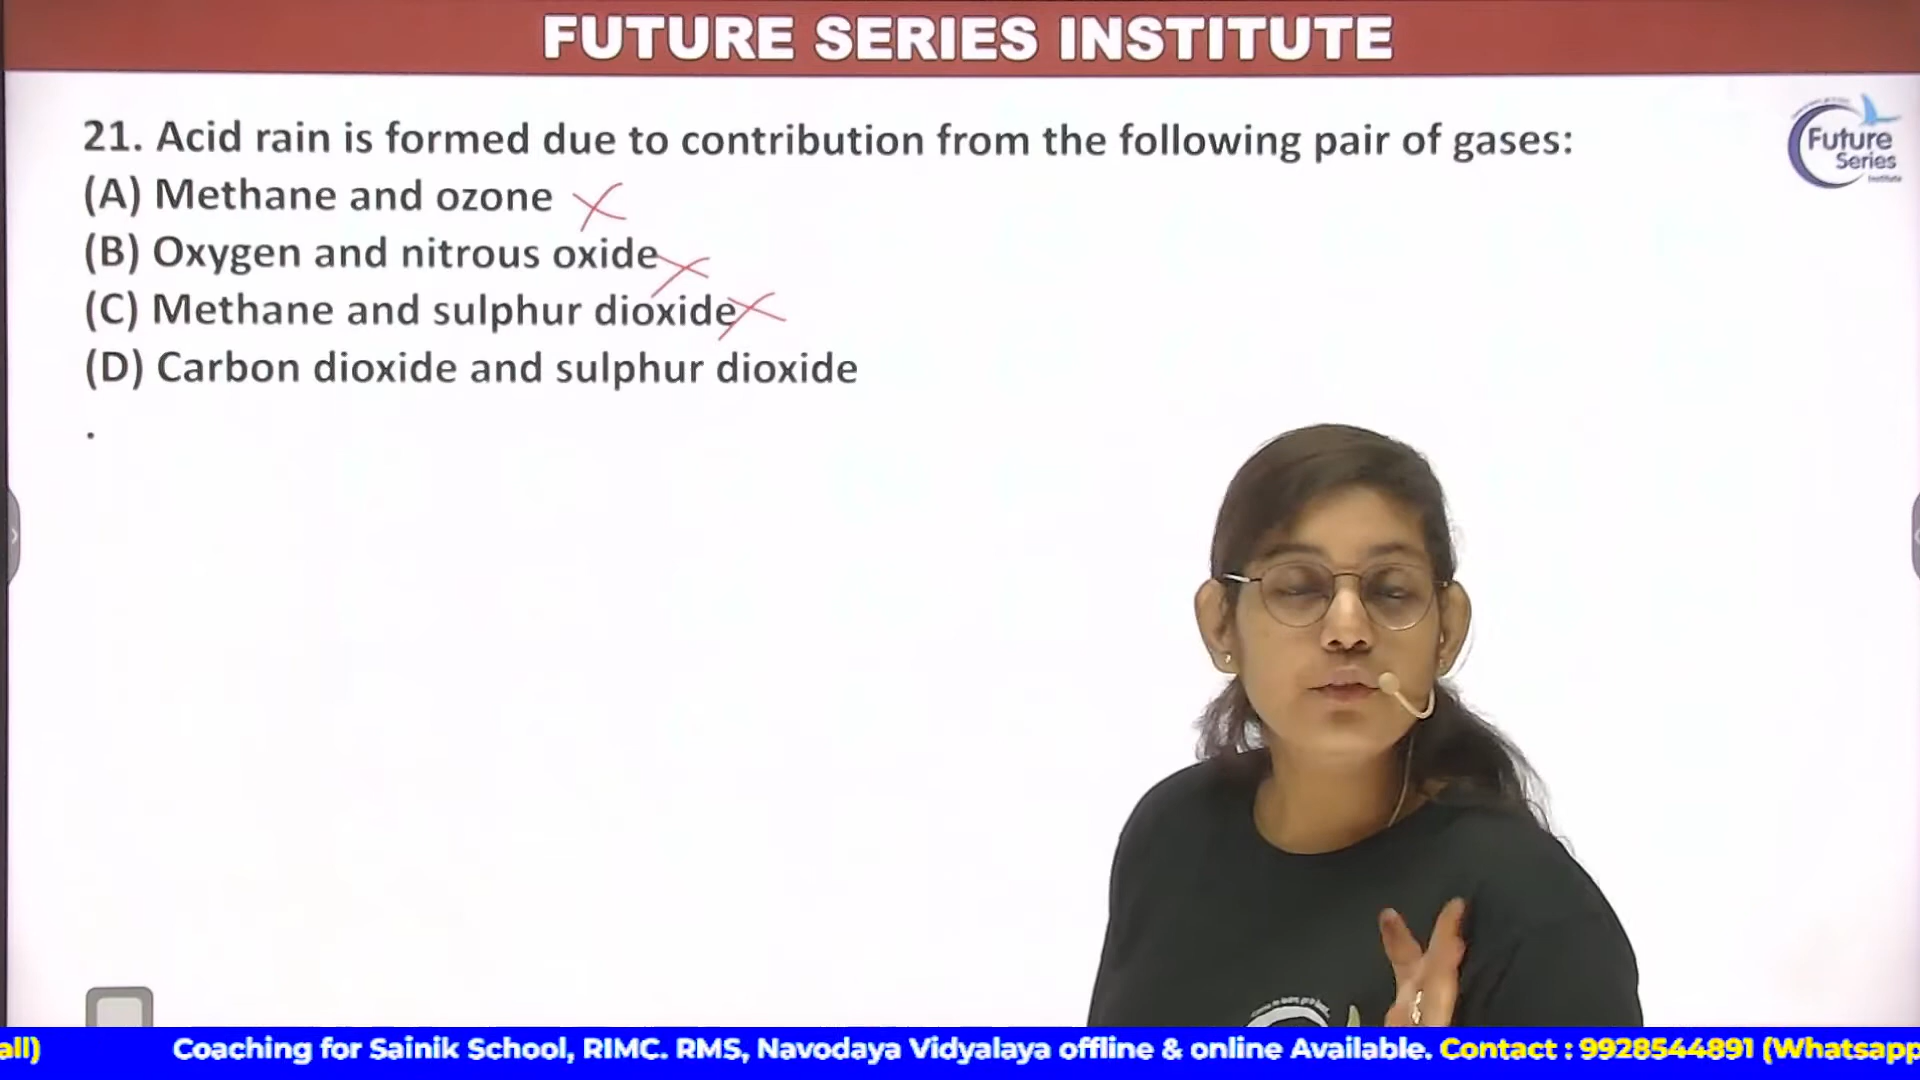 FUTURE SERIES INSTITUTE
Future
Series
Institute
21. Acid rain is formed due to contribution from the following pair of gases:
(A) Methane and ozone
(B) Oxygen and nitrous oxide
(C) Methane and sulphur dioxide
(D) Carbon dioxide and sulphur dioxide
.
all) Coaching for Sainik School, RIMC. RMS, Navodaya Vidyalaya offline & online Available. Contact : 9928544891 (Whatsapp